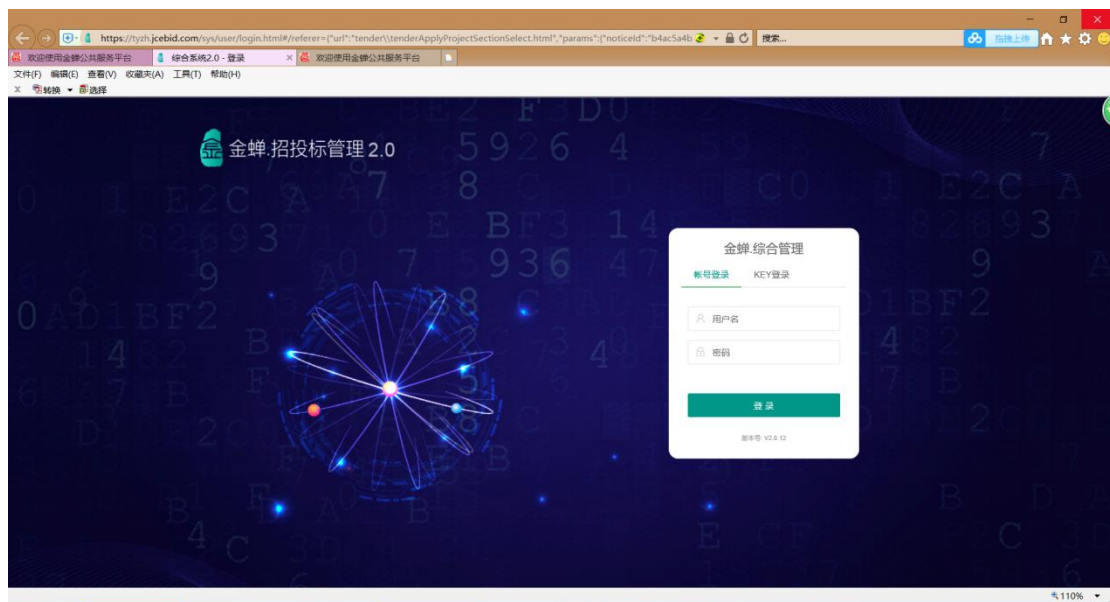 https://tyzh.jcebid.com/sys/user/login.html#/referer={"url":"tender\\tenderApplyProjectSectionSelect.html","params":{"noticeId":"b4ac5a4b
搜索...
拖拽上传
欢迎使用金蝉公共服务平台
综合系统2.0 - 登录
欢迎使用金蝉公共服务平台
文件(F) 编辑(E) 查看(V) 收藏夹(A) 工具(T) 帮助(H)
x 转换 选择
金蝉.招投标管理 2.0
金蝉.综合管理
帐号登录 KEY登录
用户名
密码
登 录
版本号: V2.6.12
110%